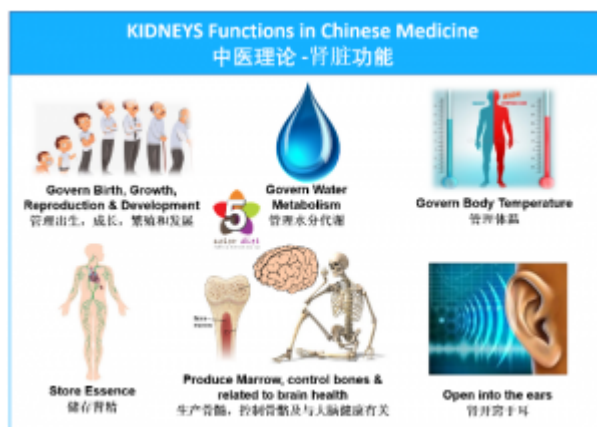 KIDNEYS Functions in Chinese Medicine
中医理论 -肾脏功能
Govern Birth, Growth,
Reproduction & Development
管理出生，成长，繁殖和发展
Govern Water
Metabolism
管理水分代谢
Govern Body Temperature
管理体温
5
Store Essence
储存肾精
Produce Marrow, control bones &
related to brain health
生产骨髓，控制骨骼及与大脑健康有关
Open into the ears
肾开窍于耳